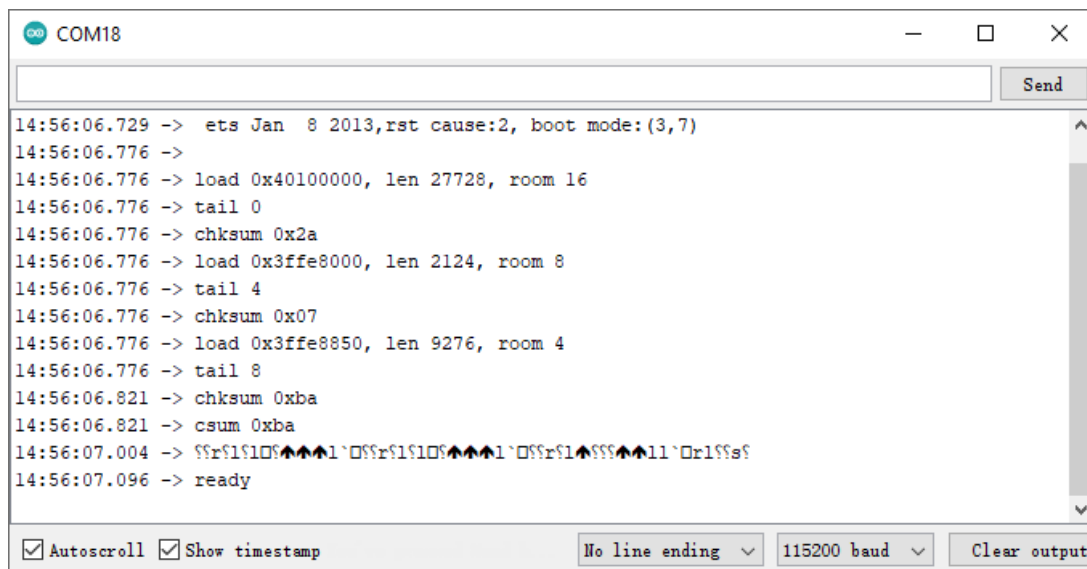 COM18
Send
14:56:06.729 ->  ets Jan  8 2013,rst cause:2, boot mode:(3,7)
14:56:06.776 ->
14:56:06.776 -> load 0x40100000, len 27728, room 16
14:56:06.776 -> tail 0
14:56:06.776 -> chksum 0x2a
14:56:06.776 -> load 0x3ffe8000, len 2124, room 8
14:56:06.776 -> tail 4
14:56:06.776 -> chksum 0x07
14:56:06.776 -> load 0x3ffe8850, len 9276, room 4
14:56:06.776 -> tail 8
14:56:06.821 -> chksum 0xba
14:56:06.821 -> csum 0xba
14:56:07.004 ->
14:56:07.096 -> ready
Autoscroll Show timestamp No line ending 115200 baud Clear output